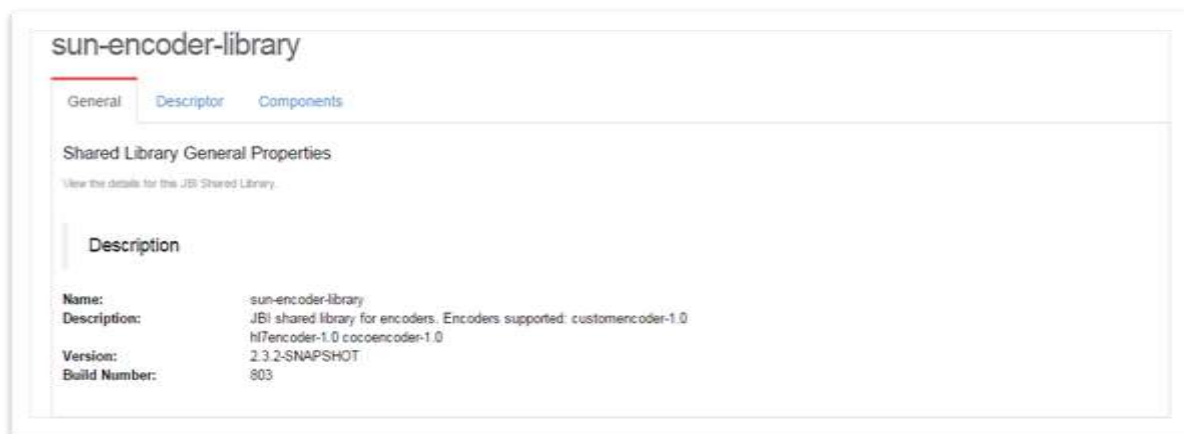 sun-encoder-library
General Descriptor Components
Shared Library General Properties
View the details for this JBI Shared Library.
Description
Name: sun-encoder-library
Description: JBI shared library for encoders. Encoders supported: customencoder-1.0
hl7encoder-1.0 cocoencoder-1.0
Version: 2.3.2-SNAPSHOT
Build Number: 803